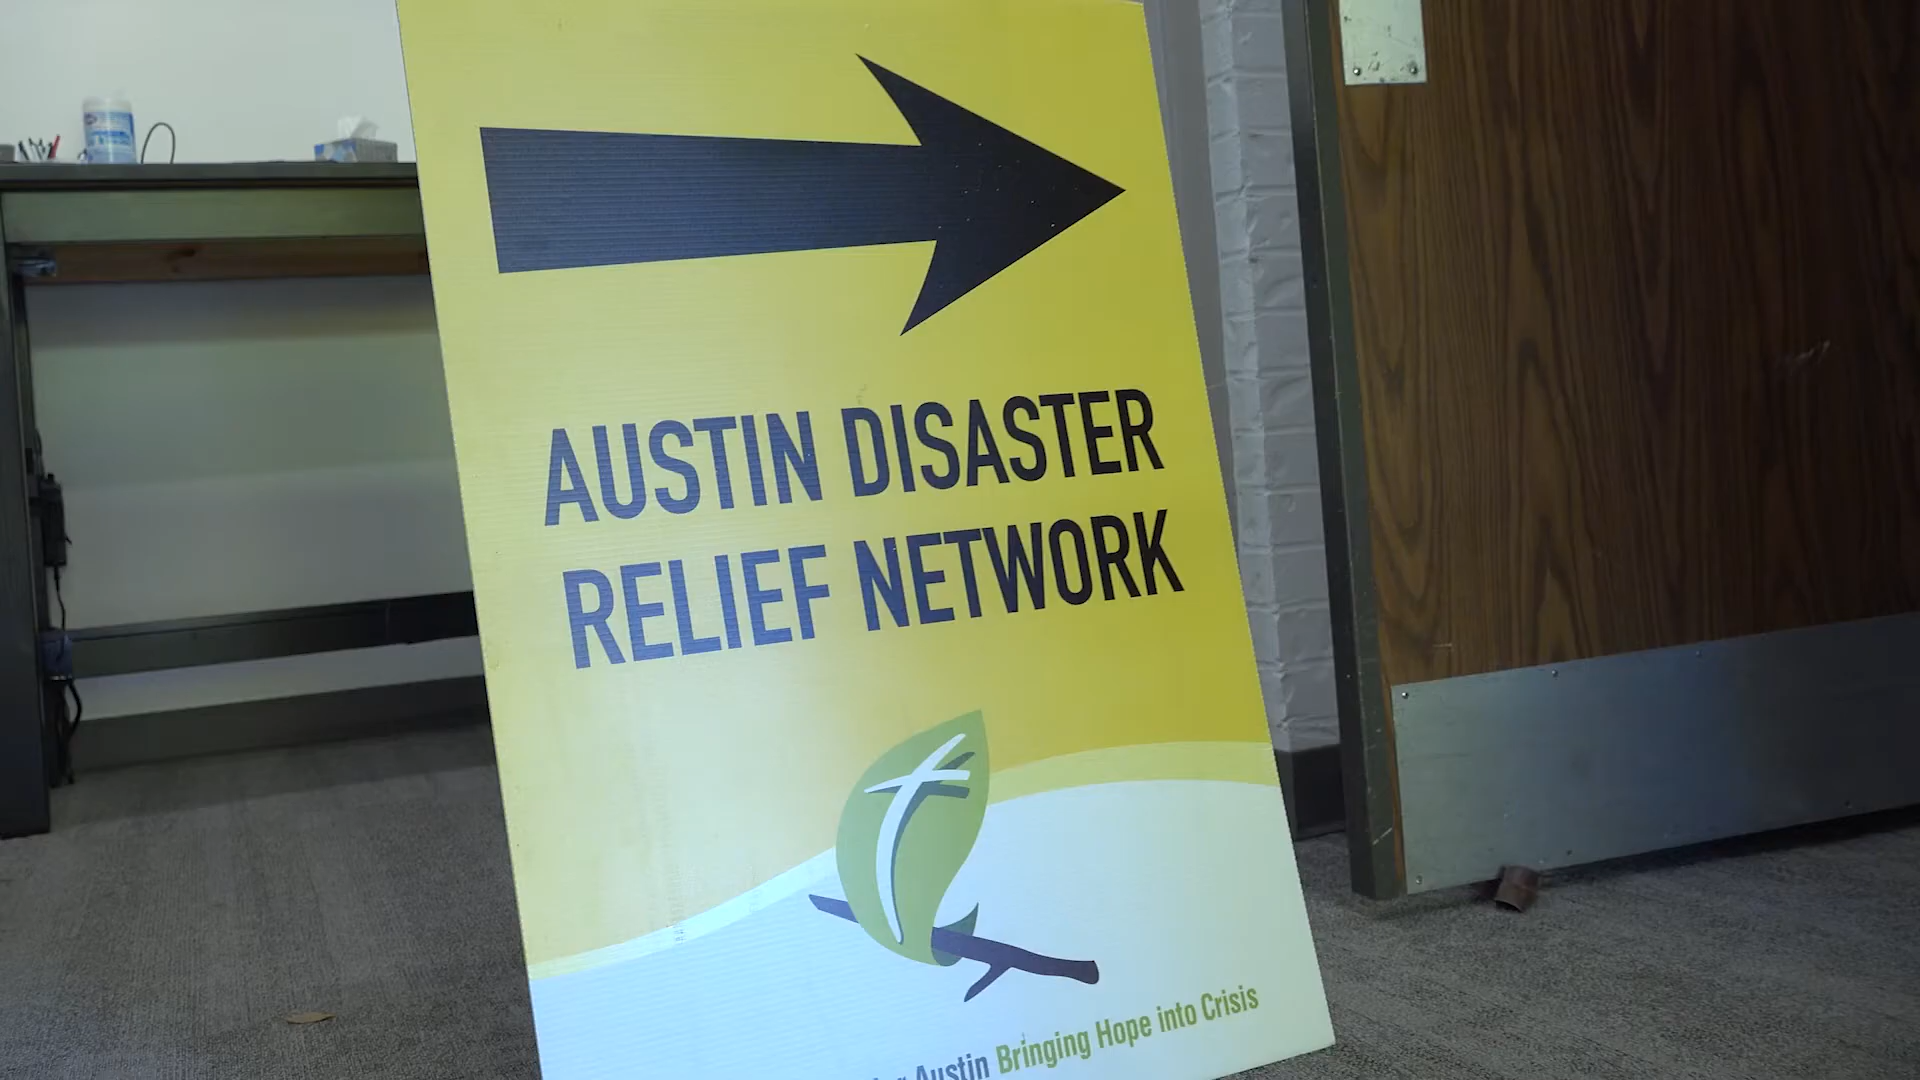 AUSTIN DISASTER
RELIEF NETWORK
Austin Bringing Hope into Crisis